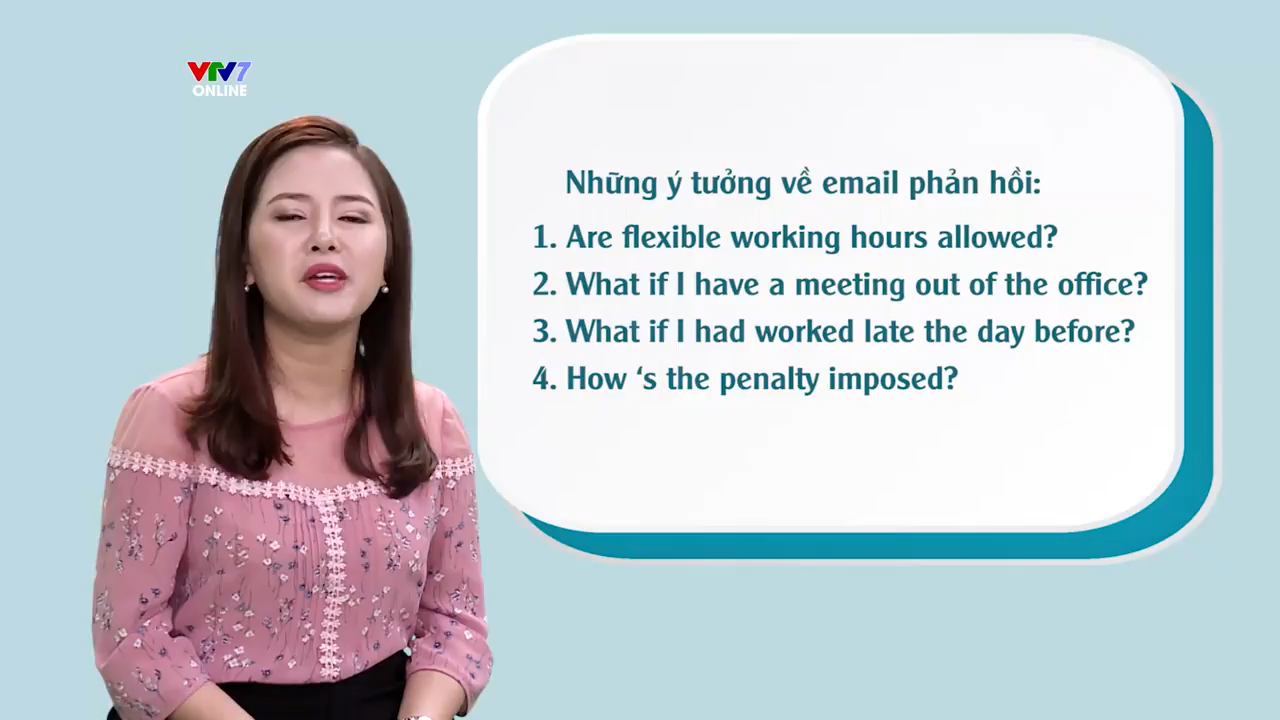 VTV7
ONLINE
Những ý tưởng về email phản hồi:
1. Are flexible working hours allowed?
2. What if I have a meeting out of the office?
3. What if I had worked late the day before?
4. How ‘s the penalty imposed?